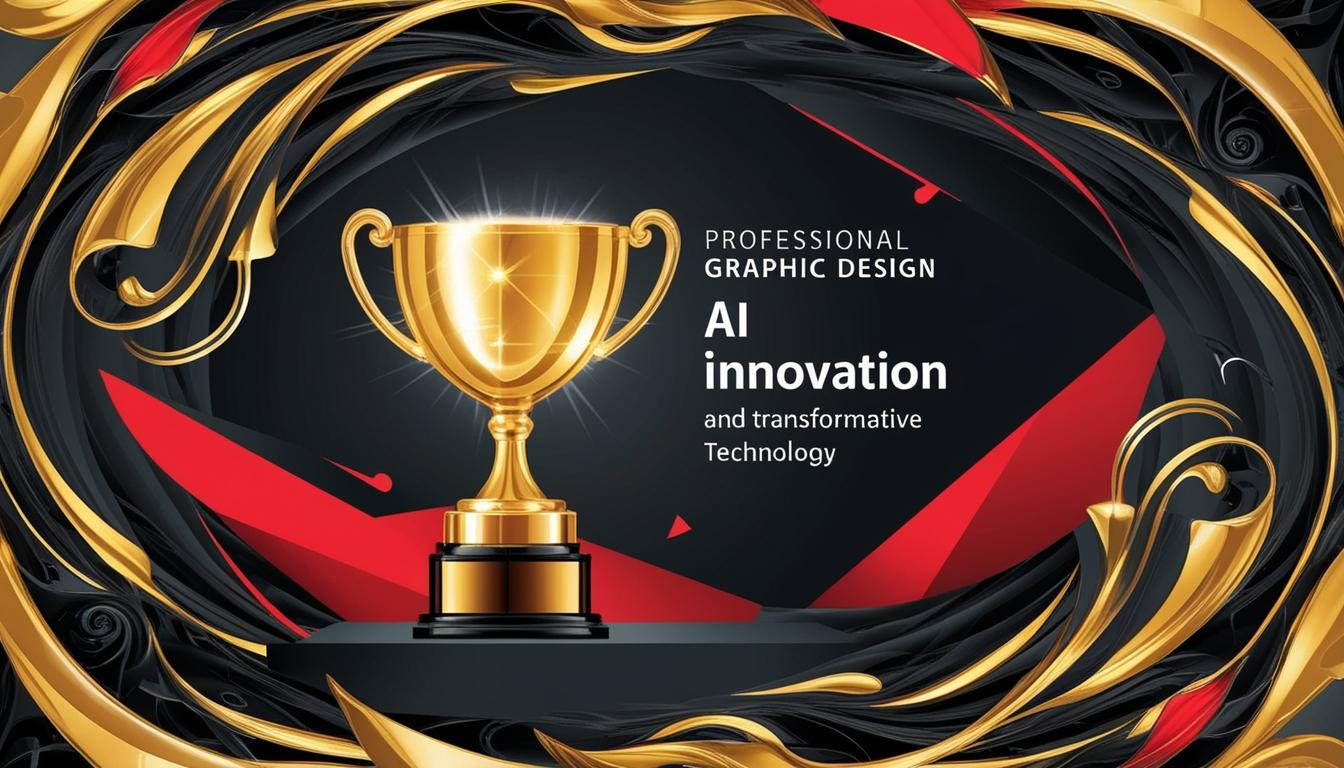 PROFESSIONAL
GRAPHIC DESIGN
AI
innovation
and transformative
Technology